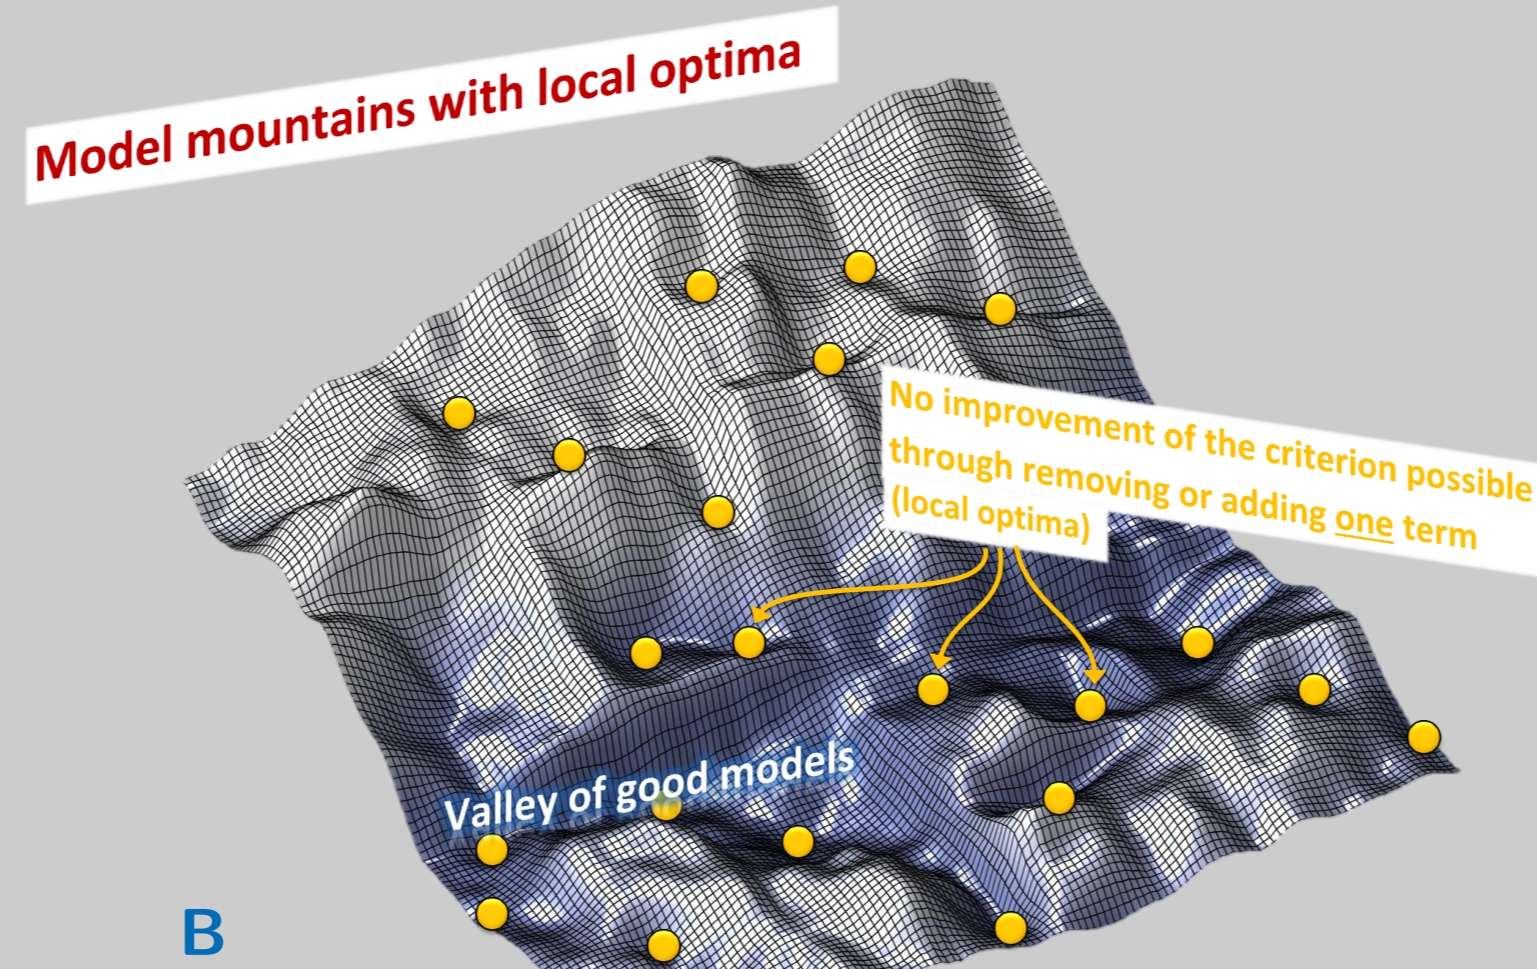 Model mountains with local optima
No improvement of the criterion possible
through removing or adding one term
(local optima)
Valley of good models
B